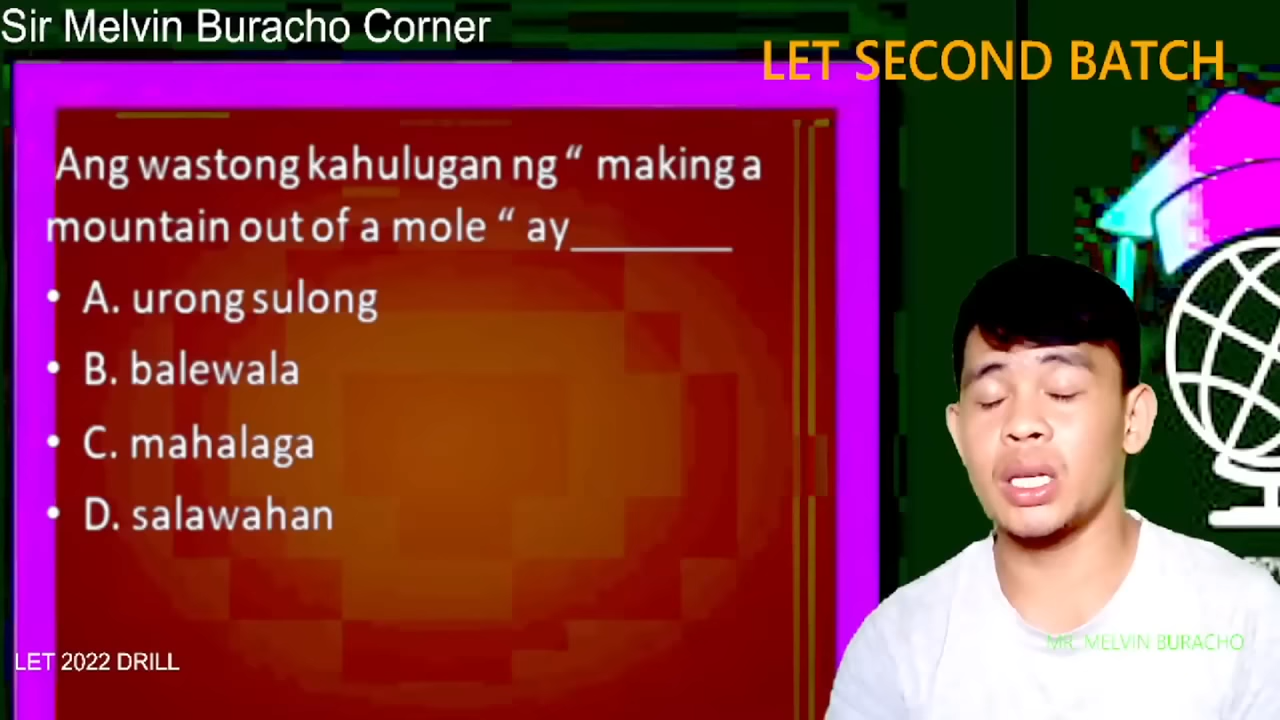 Sir Melvin Buracho Corner
LET SECOND BATCH
Ang wastong kahulugan ng “ making a
mountain out of a mole “ ay________
• A. urong sulong
• B. balewala
• C. mahalaga
• D. salawahan
MR. MELVIN BURACHO
LET 2022 DRILL